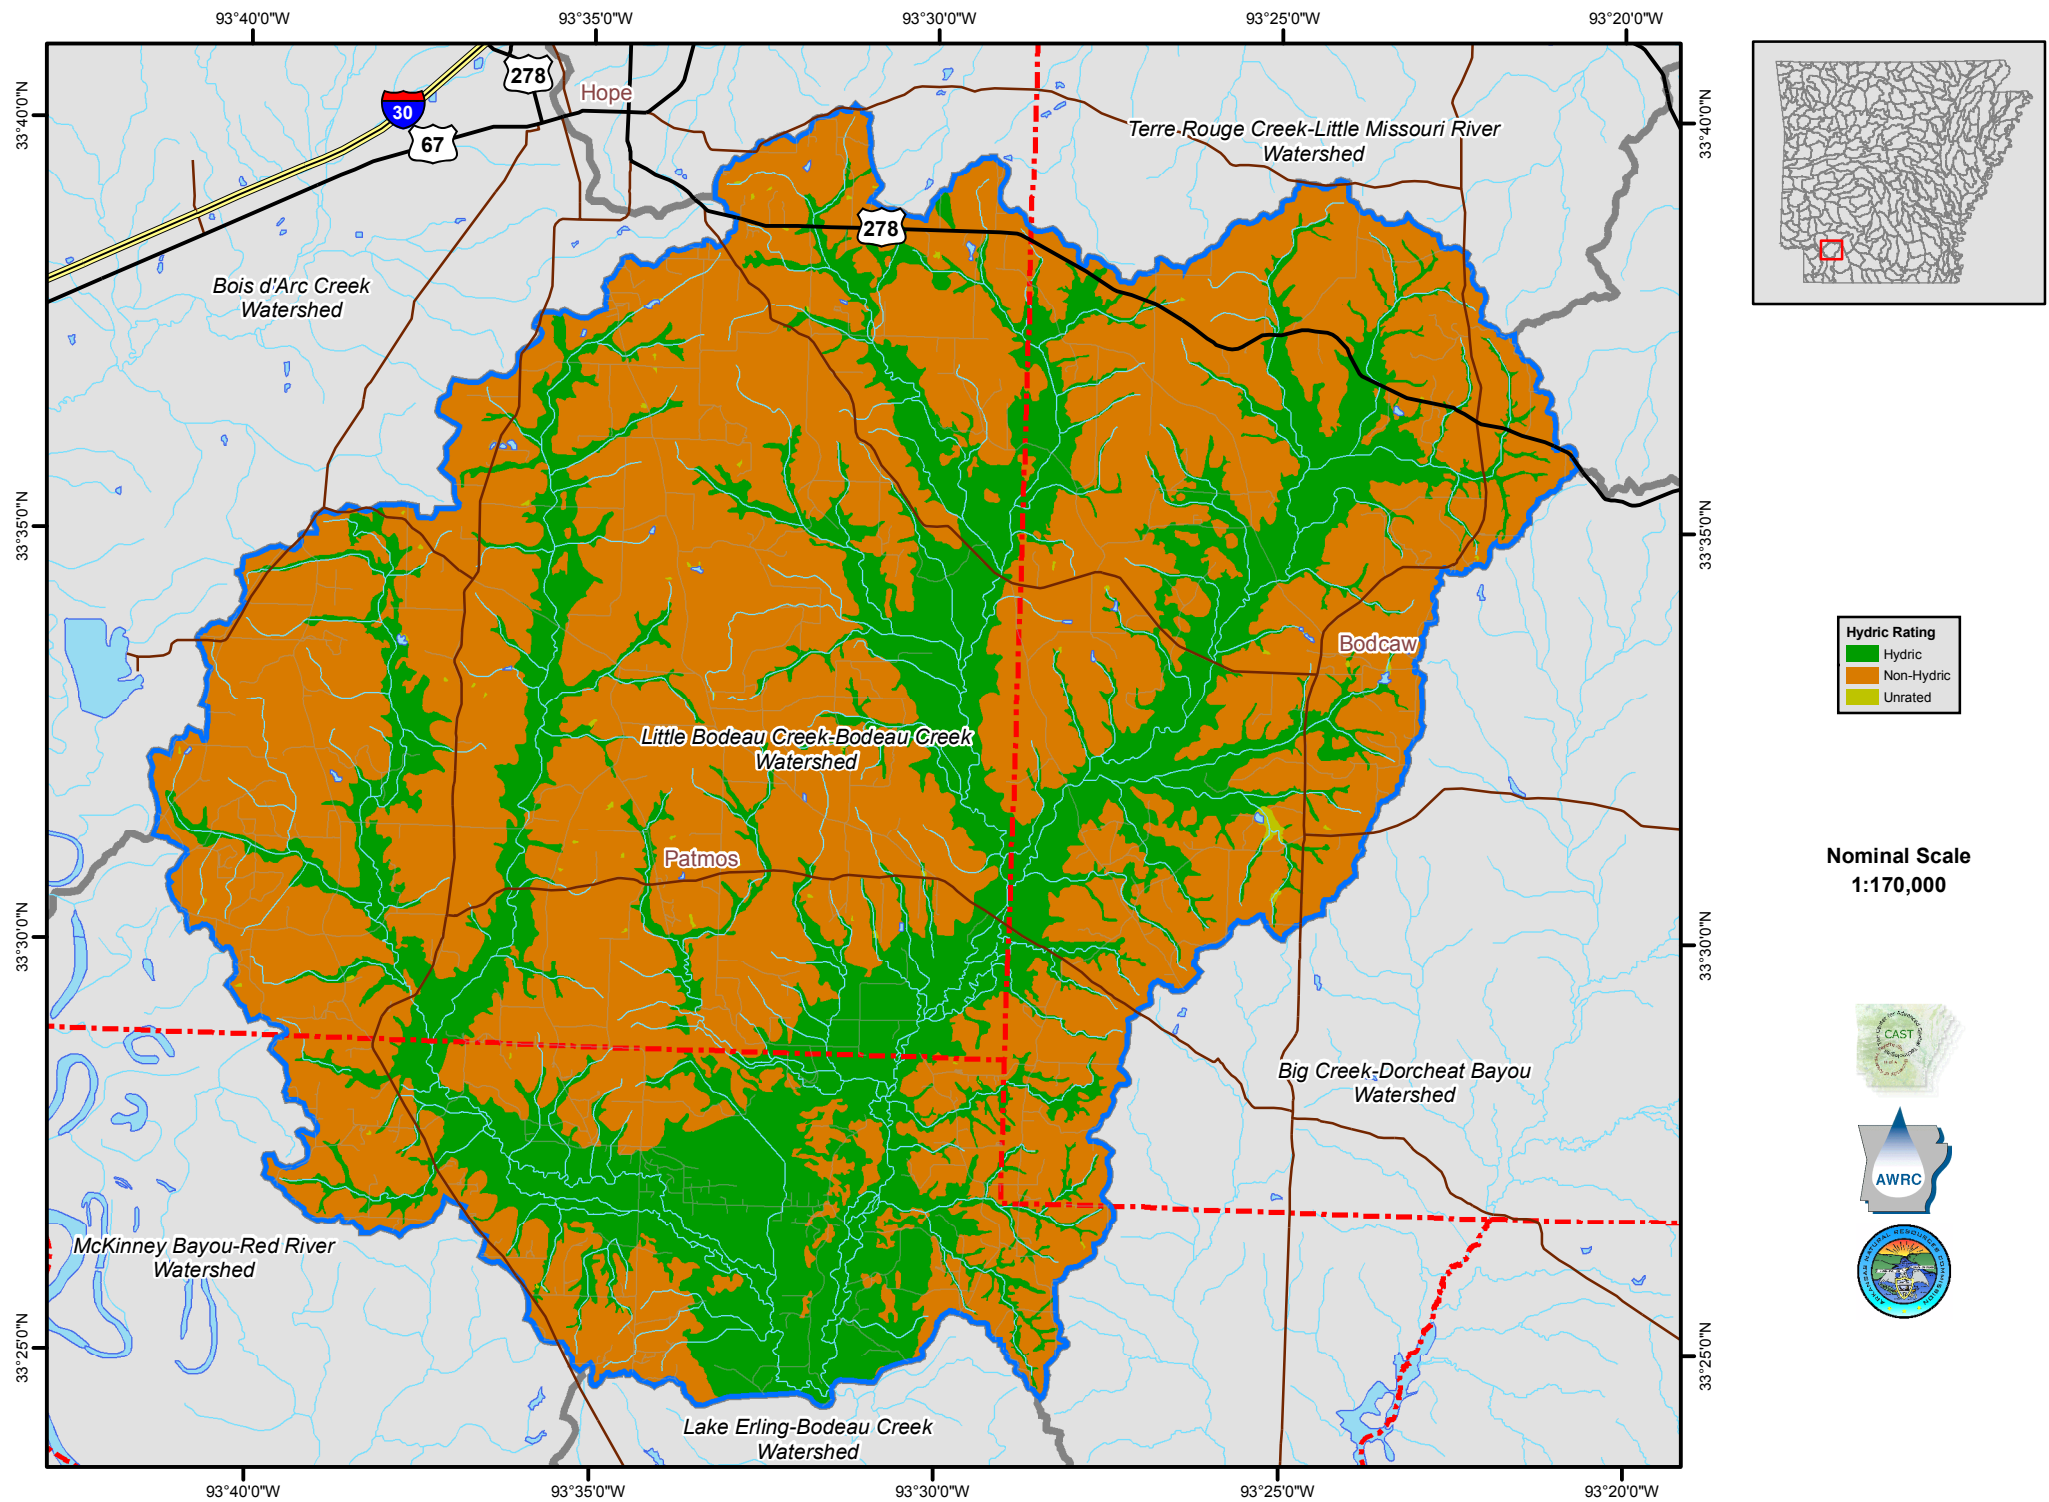 93°40'0"W
93°35'0"W
93°30'0"W
93°25'0"W
93°20'0"W
33°40'0"N
33°35'0"N
33°30'0"N
33°25'0"N
33°40'0"N
33°35'0"N
33°30'0"N
33°25'0"N
278
Hope
30
67
Terre Rouge Creek-Little Missouri River
Watershed
278
Bois d'Arc Creek
Watershed
Bodcaw
Little Bodeau Creek-Bodeau Creek
Watershed
Patmos
Big Creek-Dorcheat Bayou
Watershed
McKinney Bayou-Red River
Watershed
Lake Erling-Bodeau Creek
Watershed
93°40'0"W
93°35'0"W
93°30'0"W
93°25'0"W
93°20'0"W
Hydric Rating
Hydric
Non-Hydric
Unrated
Nominal Scale
1:170,000
CAST
AWRC
ARKANSAS NATURAL RESOURCES COMMISSION